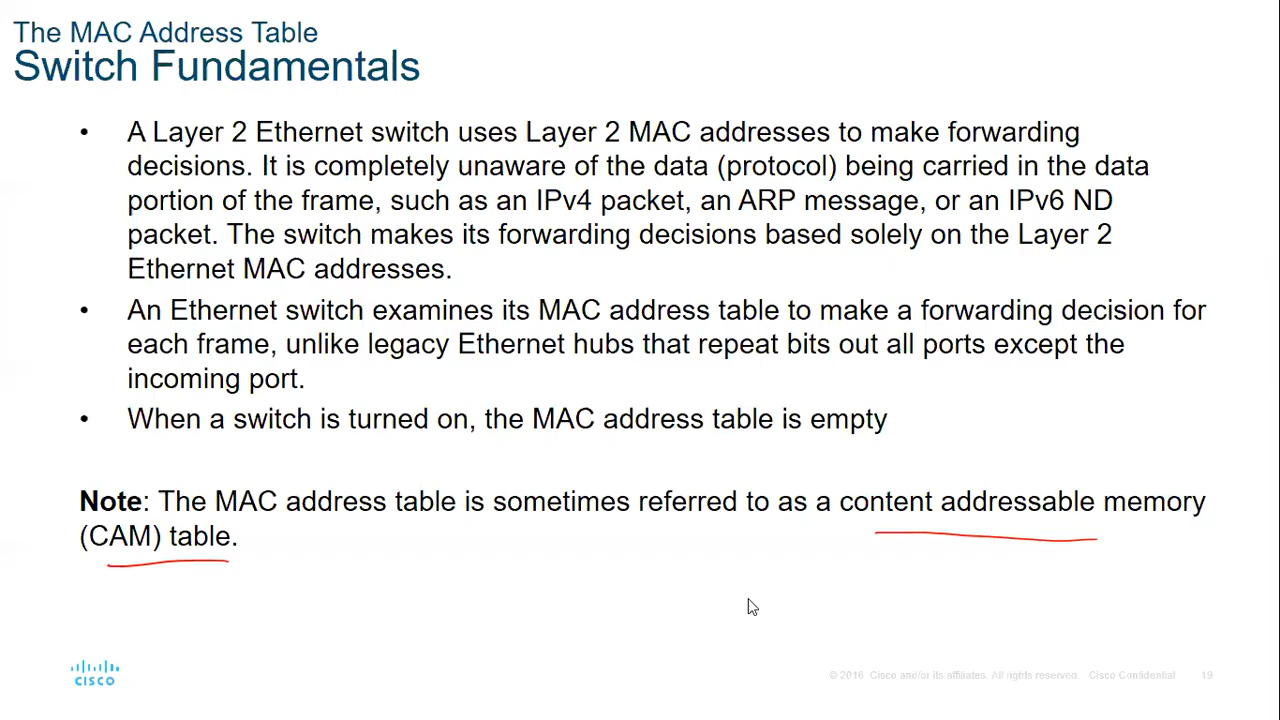 The MAC Address Table
Switch Fundamentals
• A Layer 2 Ethernet switch uses Layer 2 MAC addresses to make forwarding
decisions. It is completely unaware of the data (protocol) being carried in the data
portion of the frame, such as an IPv4 packet, an ARP message, or an IPv6 ND
packet. The switch makes its forwarding decisions based solely on the Layer 2
Ethernet MAC addresses.
• An Ethernet switch examines its MAC address table to make a forwarding decision for
each frame, unlike legacy Ethernet hubs that repeat bits out all ports except the
incoming port.
• When a switch is turned on, the MAC address table is empty
Note: The MAC address table is sometimes referred to as a content addressable memory
(CAM) table.
CISCO
© 2016 Cisco and/or its affiliates. All rights reserved. Cisco Confidential 19